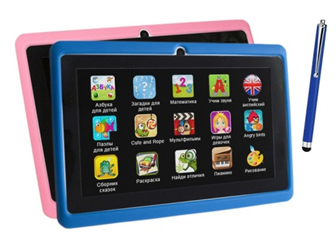 Азбука для детей
Загадки для детей
Математика
Учим звуки
Учим английский
Пазлы для детей
Cute and Rope
Мультфильмы
Игры для девочек
Angry birds
Сборник сказок
Раскраска
Найди отличия
Пианино
Рисование